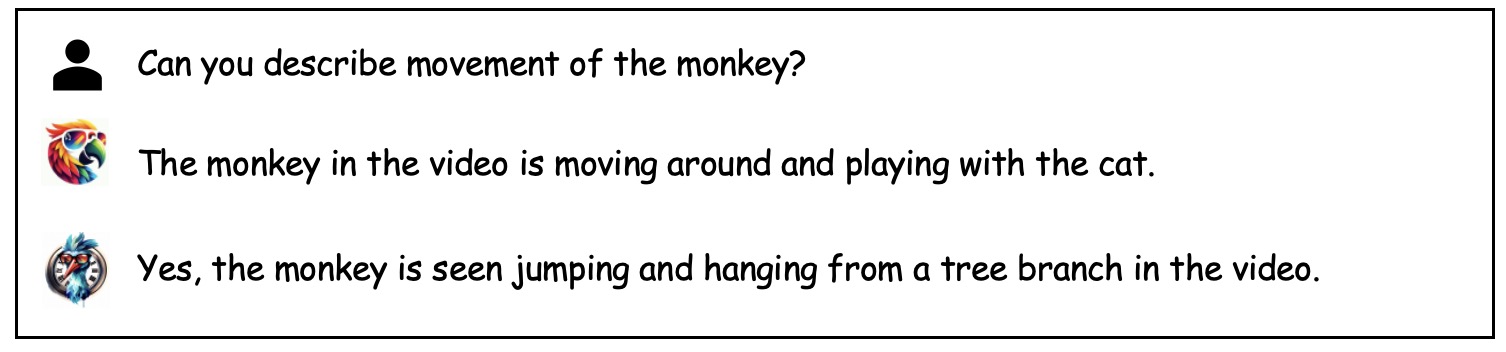 Can you describe movement of the monkey?
The monkey in the video is moving around and playing with the cat.
Yes, the monkey is seen jumping and hanging from a tree branch in the video.